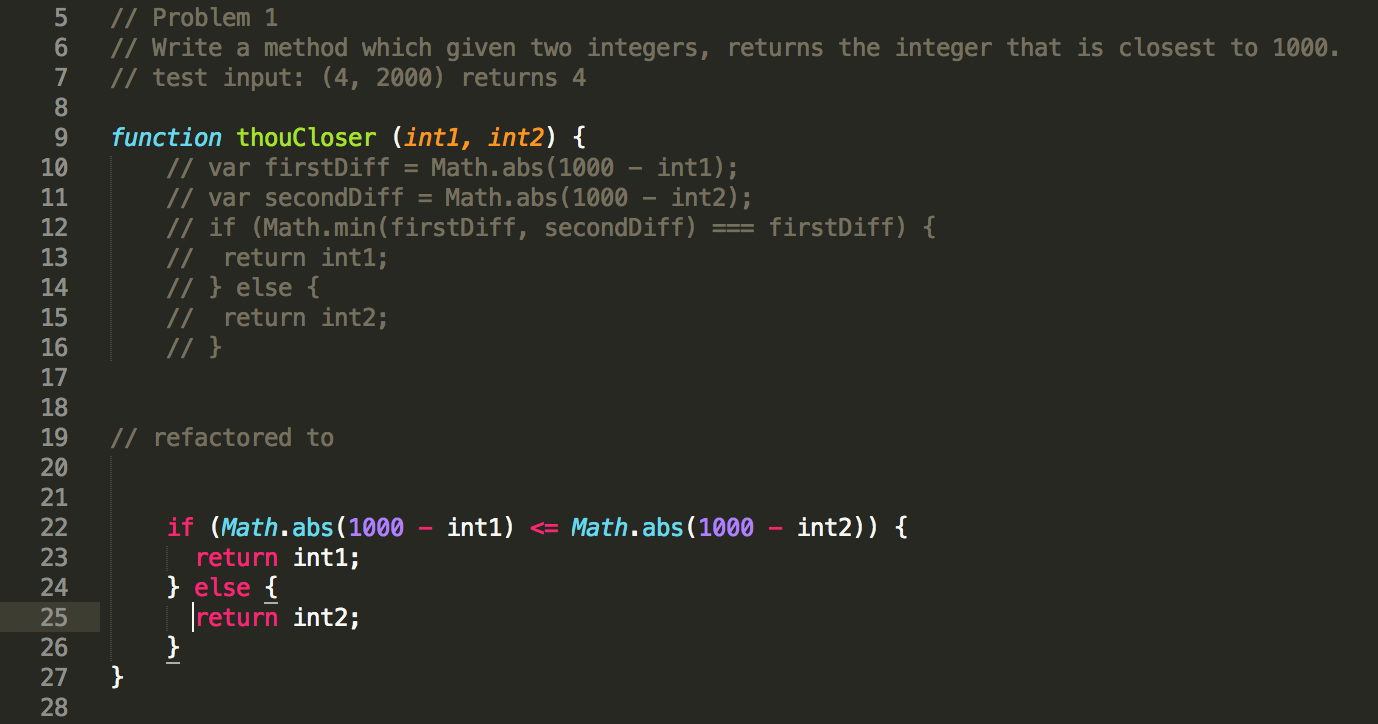 5 // Problem 1
6 // Write a method which given two integers, returns the integer that is closest to 1000.
7 // test input: (4, 2000) returns 4
8
9 function thouCloser (int1, int2) {
10 // var firstDiff = Math.abs(1000 - int1);
11 // var secondDiff = Math.abs(1000 - int2);
12 // if (Math.min(firstDiff, secondDiff) === firstDiff) {
13 //  return int1;
14 // } else {
15 //  return int2;
16 // }
17
18
19 // refactored to
20
21
22 if (Math.abs(1000 - int1) <= Math.abs(1000 - int2)) {
23 return int1;
24 } else {
25 return int2;
26 }
27 }
28